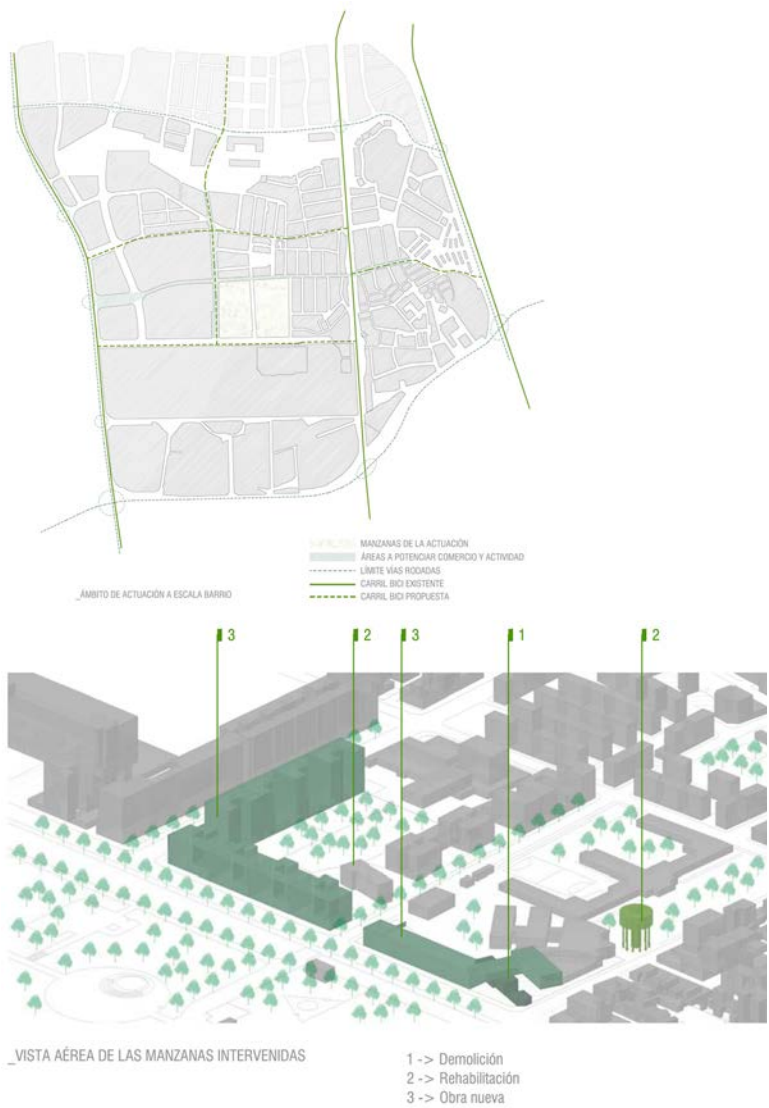 MANZANAS DE LA ACTUACIÓN
ÁREAS A POTENCIAR COMERCIO Y ACTIVIDAD
LÍMITE VÍAS RODADAS
_ÁMBITO DE ACTUACIÓN A ESCALA BARRIO
CARRIL BICI EXISTENTE
CARRIL BICI PROPUESTA
3 2 3 1 2
_VISTA AÉREA DE LAS MANZANAS INTERVENIDAS
1 -> Demolición
2 -> Rehabilitación
3 -> Obra nueva